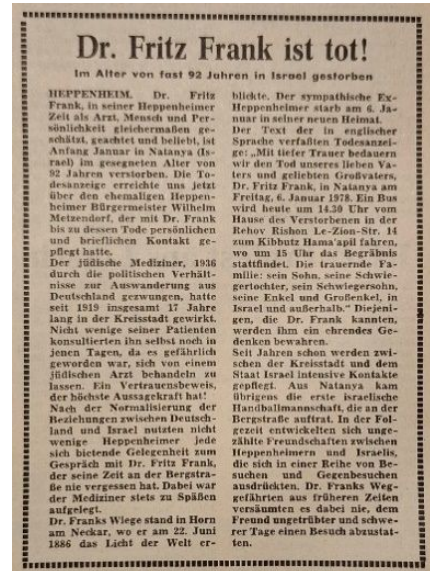 Dr. Fritz Frank ist tot!
Im Alter von fast 92 Jahren in Israel gestorben
HEPPENHEIM. Dr. Fritz
Frank, in seiner Heppenheimer
Zeit als Arzt, Mensch und Per-
sönlichkeit gleichermaßen ge-
schätzt, geachtet und beliebt, ist
Anfang Januar in Natanya (Is-
rael) im gesegneten Alter von
92 Jahren verstorben. Die To-
desanzeige erreichte uns jetzt
über den ehemaligen Heppen-
heimer Bürgermeister Wilhelm
Metzendorf, der mit Dr. Frank
bis zu dessen Tode persönlichen
und brieflichen Kontakt ge-
pflegt hatte.
Der jüdische Mediziner, 1936
durch die politischen Verhält-
nisse zur Auswanderung aus
Deutschland gezwungen, hatte
seit 1919 insgesamt 17 Jahre
lang in der Kreisstadt gewirkt.
Nicht wenige seiner Patienten
konsultierten ihn selbst noch in
jenen Tagen, da es gefährlich
geworden war, sich von einem
jüdischen Arzt behandeln zu
lassen. Ein Vertrauensbeweis,
der höchste Aussagekraft hat!
Nach der Normalisierung der
Beziehungen zwischen Deutsch-
land und Israel nutzten nicht
wenige Heppenheimer jede
sich bietende Gelegenheit zum
Gespräch mit Dr. Fritz Frank,
der seine Zeit an der Bergstra-
ße nie vergessen hat. Dabei war
der Mediziner stets zu Späßen
aufgelegt.
Dr. Franks Wiege stand in Horn
am Neckar, wo er am 22. Juni
1886 das Licht der Welt er-
blickte. Der sympathische Ex-
Heppenheimer starb am 6. Ja-
nuar in seiner neuen Heimat.
Der Text der in englischer
Sprache verfaßten Todesanzei-
ge: „Mit tiefer Trauer bedauern
wir den Tod unseres lieben Va-
ters und geliebten Großvaters,
Dr. Fritz Frank, in Natanya am
Freitag, 6. Januar 1978. Ein Bus
wird heute um 14.30 Uhr vom
Hause des Verstorbenen in der
Rehov Rishon Le-Zion-Str. 14
zum Kibbutz Hama'apil fahren,
wo um 15 Uhr das Begräbnis
stattfindet. Die trauernde Fa-
milie: sein Sohn, seine Schwie-
gertochter, sein Schwiegersohn,
seine Enkel und Großenkel, in
Israel und außerhalb.“ Diejeni-
gen, die Dr. Frank kannten,
werden ihm ein ehrendes Ge-
denken bewahren.
Seit Jahren schon werden zwi-
schen der Kreisstadt und dem
Staat Israel intensive Kontakte
gepflegt. Aus Natanya kam
übrigens die erste israelische
Handballmannschaft, die an der
Bergstraße auftrat. In der Fol-
gezeit entwickelten sich unge-
zählte Freundschaften zwischen
Heppenheimern und Israelis,
die sich in einer Reihe von Be-
suchen und Gegenbesuchen
ausdrückten. Dr. Franks Weg-
gefährten aus früheren Zeiten
versäumten es dabei nie, dem
Freund ungetrübter und schwe-
rer Tage einen Besuch abzustat-
ten.